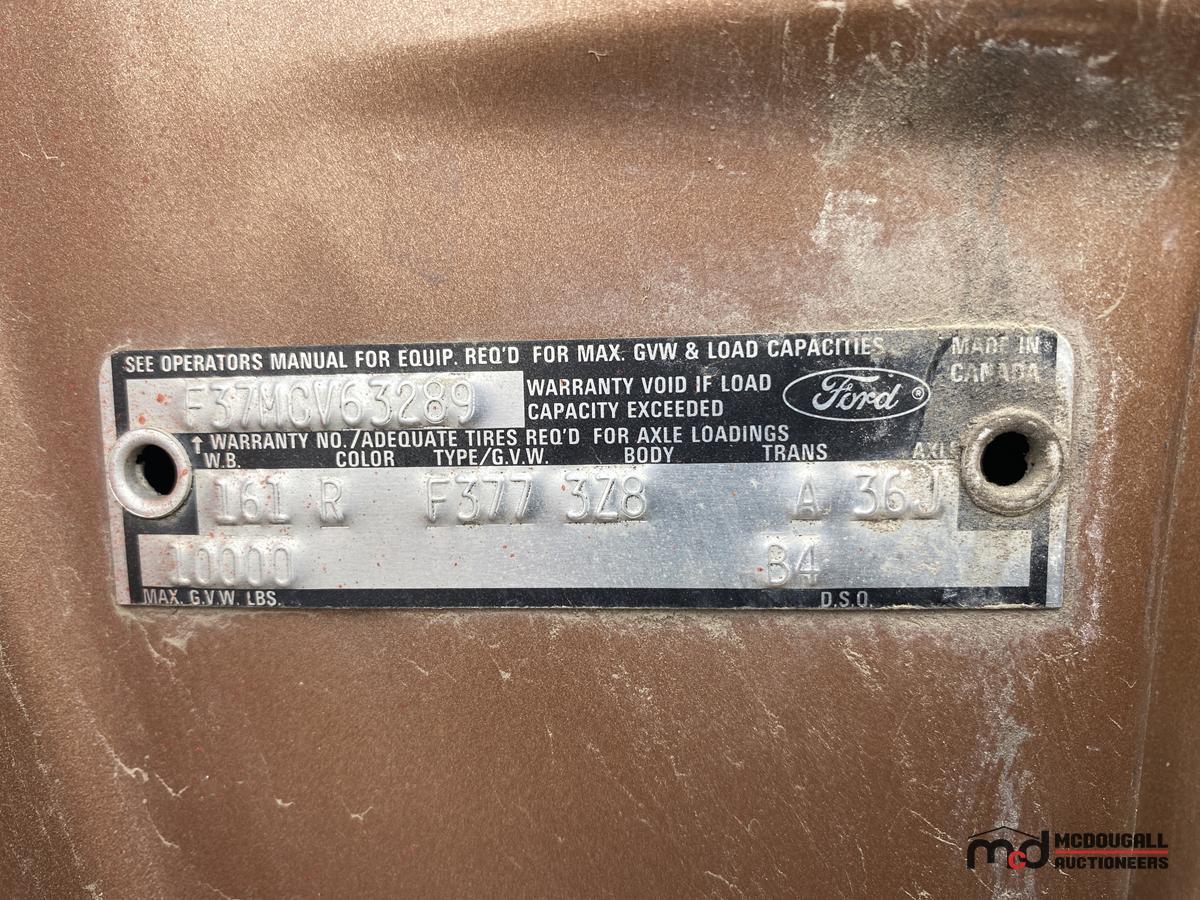 SEE OPERATORS MANUAL FOR EQUIP. REQ'D FOR MAX. GVW & LOAD CAPACITIES
MADE IN
CANADA
F37MCV63289
WARRANTY VOID IF LOAD
CAPACITY EXCEEDED
Ford ®
↑ WARRANTY NO./ADEQUATE TIRES REQ'D FOR AXLE LOADINGS
W.B. COLOR TYPE/G.V.W. BODY TRANS AXLE
161 R F377 3Z8 A 36J
10000 B4
MAX. G.V.W. LBS. D.S.O.
mcd MCDOUGALL
AUCTIONEERS